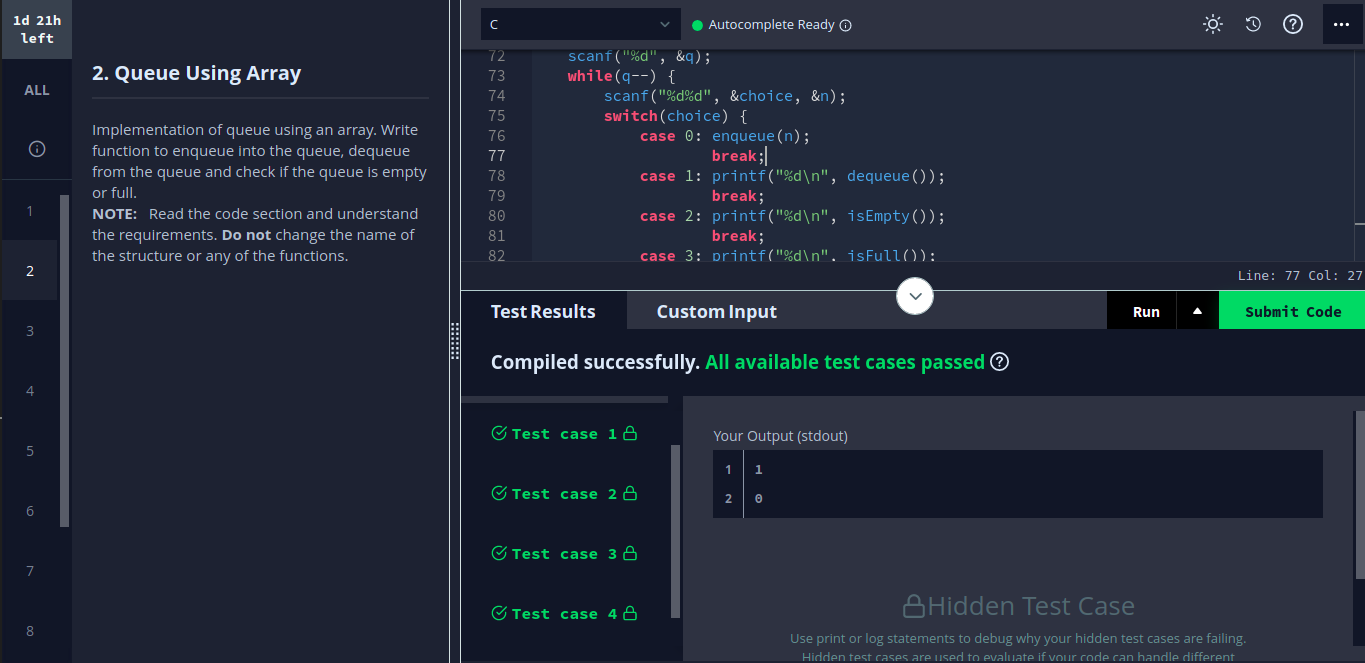 1d 21h
left
ALL
1
2
3
4
5
6
7
8
2. Queue Using Array
Implementation of queue using an array. Write
function to enqueue into the queue, dequeue
from the queue and check if the queue is empty
or full.
NOTE: Read the code section and understand
the requirements. Do not change the name of
the structure or any of the functions.
C
Autocomplete Ready
72 scanf("%d", &q);
73 while(q--) {
74 scanf("%d%d", &choice, &n);
75 switch(choice) {
76 case 0: enqueue(n);
77 break;
78 case 1: printf("%d\n", dequeue());
79 break;
80 case 2: printf("%d\n", isEmpty());
81 break;
82 case 3: printf("%d\n", isFull());
Line: 77 Col: 27
Test Results
Custom Input
Run
Submit Code
Compiled successfully. All available test cases passed
Test case 1
Test case 2
Test case 3
Test case 4
Your Output (stdout)
1 1
2 0
Hidden Test Case
Use print or log statements to debug why your hidden test cases are failing.
Hidden test cases are used to evaluate if your code can handle different